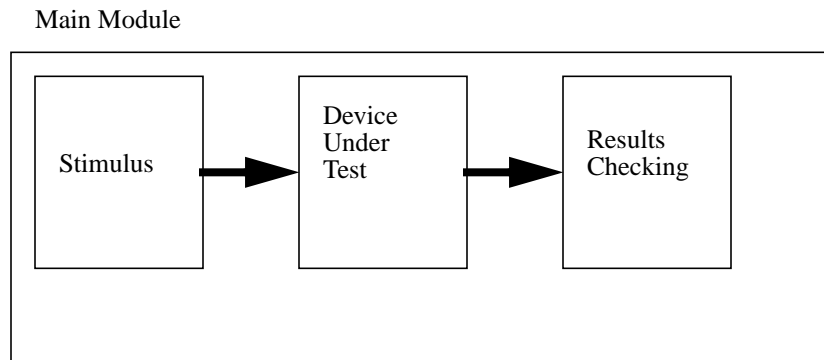 Main Module
Stimulus
Device
Under
Test
Results
Checking